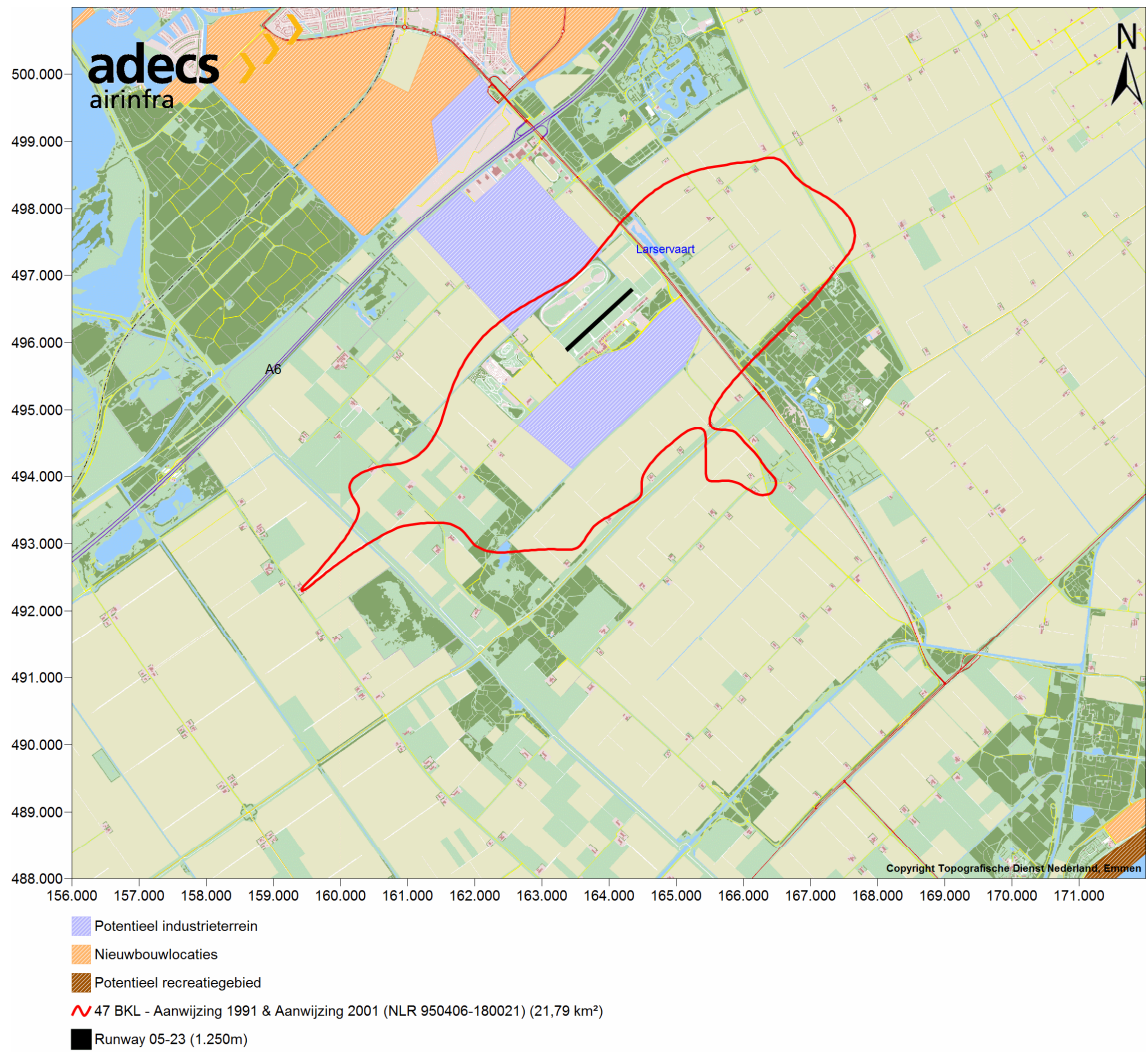 adecs
airinfra
N
500.000
499.000
498.000
497.000
496.000
495.000
494.000
493.000
492.000
491.000
490.000
489.000
488.000
Larservaart
A6
Copyright Topografische Dienst Nederland, Emmen
156.000 157.000 158.000 159.000 160.000 161.000 162.000 163.000 164.000 165.000 166.000 167.000 168.000 169.000 170.000 171.000
Potentieel industrieterrein
Nieuwbouwlocaties
Potentieel recreatiegebied
47 BKL - Aanwijzing 1991 & Aanwijzing 2001 (NLR 950406-180021) (21,79 km²)
Runway 05-23 (1.250m)